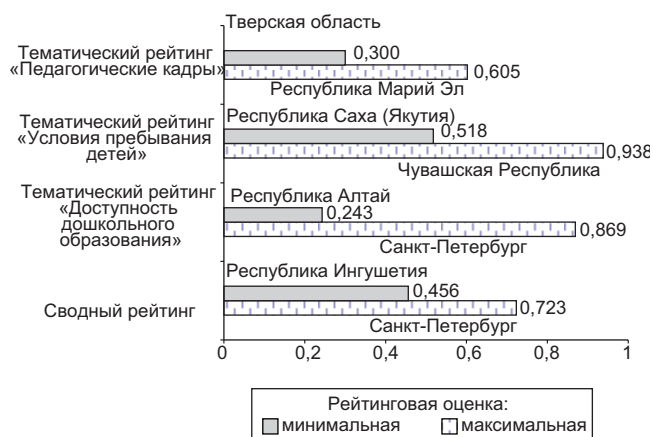 Тверская область
Тематический рейтинг
«Педагогические кадры»
0,300
0,605
Республика Марий Эл
Тематический рейтинг
«Условия пребывания
детей»
Республика Саха (Якутия)
0,518
0,938
Чувашская Республика
Тематический рейтинг
«Доступность
дошкольного
образования»
Республика Алтай
0,243
0,869
Санкт-Петербург
Республика Ингушетия
Сводный рейтинг
0,456
0,723
Санкт-Петербург
0 0,2 0,4 0,6 0,8 1
Рейтинговая оценка:
минимальная максимальная